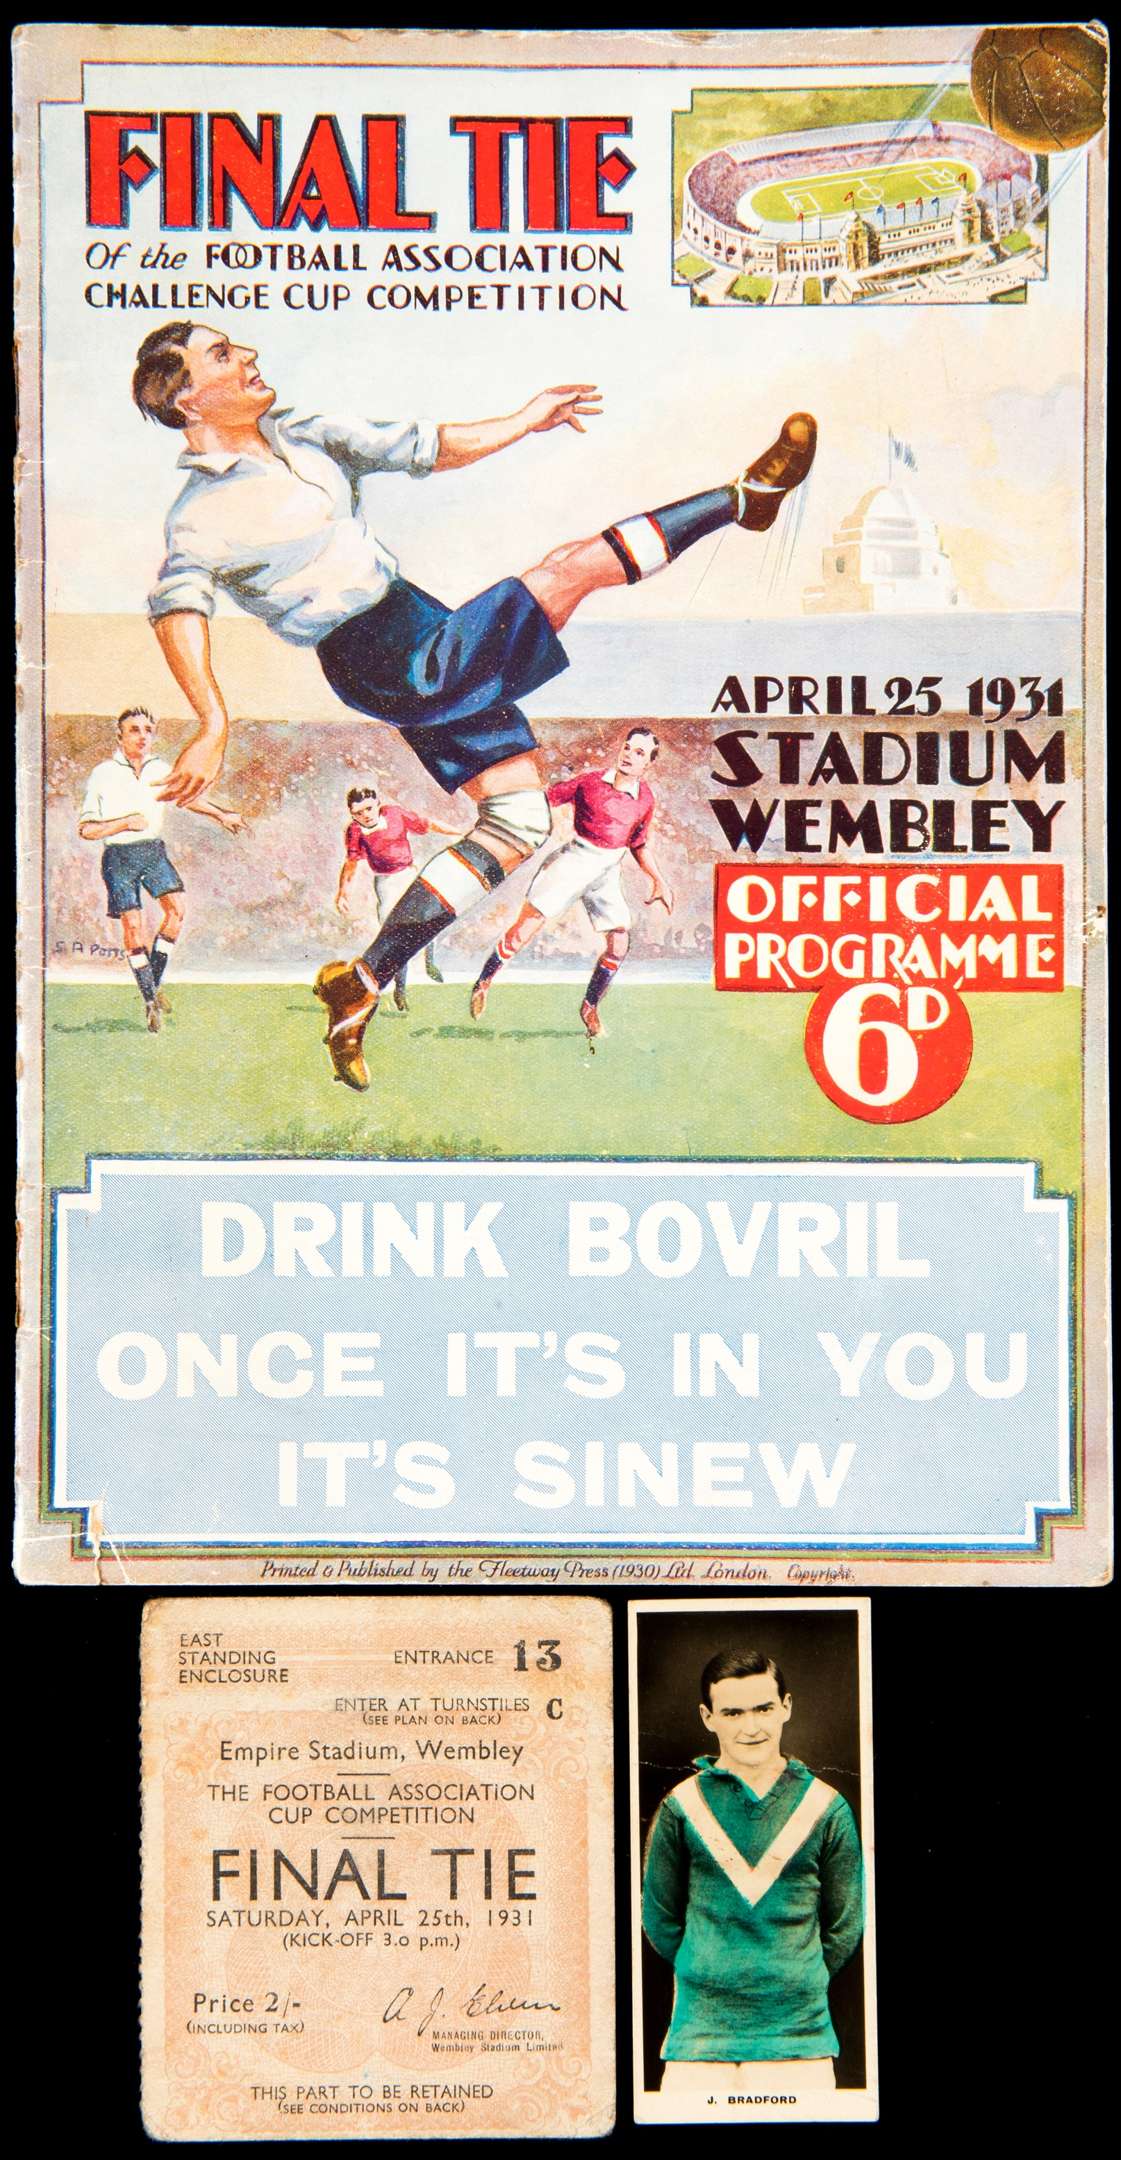 FINAL TIE
Of the FOOTBALL ASSOCIATION
CHALLENGE CUP COMPETITION
APRIL 25 1931
STADIUM
WEMBLEY
OFFICIAL
PROGRAMME
6D
S A Potts
DRINK BOVRIL
ONCE IT'S IN YOU
IT'S SINEW
Printed & Published by the Fleetway Press (1930) Ltd. London. Copyright.
EAST
STANDING
ENCLOSURE
ENTRANCE 13
ENTER AT TURNSTILES C
(SEE PLAN ON BACK)
Empire Stadium, Wembley
THE FOOTBALL ASSOCIATION
CUP COMPETITION
FINAL TIE
SATURDAY, APRIL 25th, 1931
(KICK-OFF 3.0 p.m.)
Price 2/-
(INCLUDING TAX)
A J. Elvin
MANAGING DIRECTOR,
Wembley Stadium Limited
THIS PART TO BE RETAINED
(SEE CONDITIONS ON BACK)
J. BRADFORD